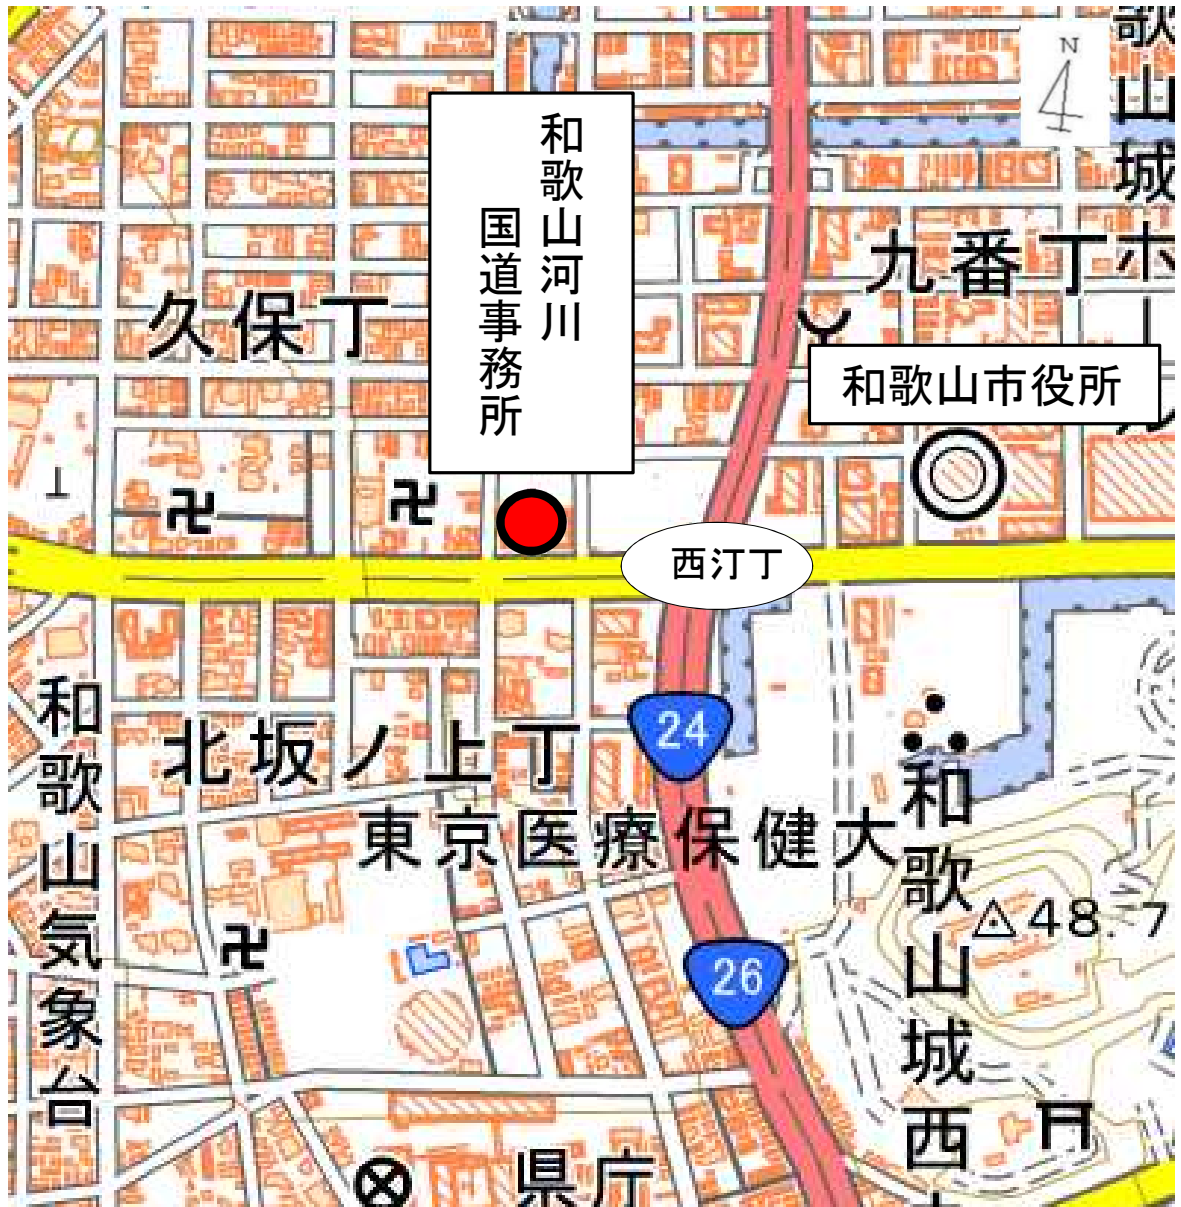 N
歌山城ホール
和歌山河川
国道事務所
九番丁
久保丁
和歌山市役所
西汀丁
24
和歌山気象台
北坂ノ上丁
東京医療保健大
和歌山城西
48.7
26
県庁